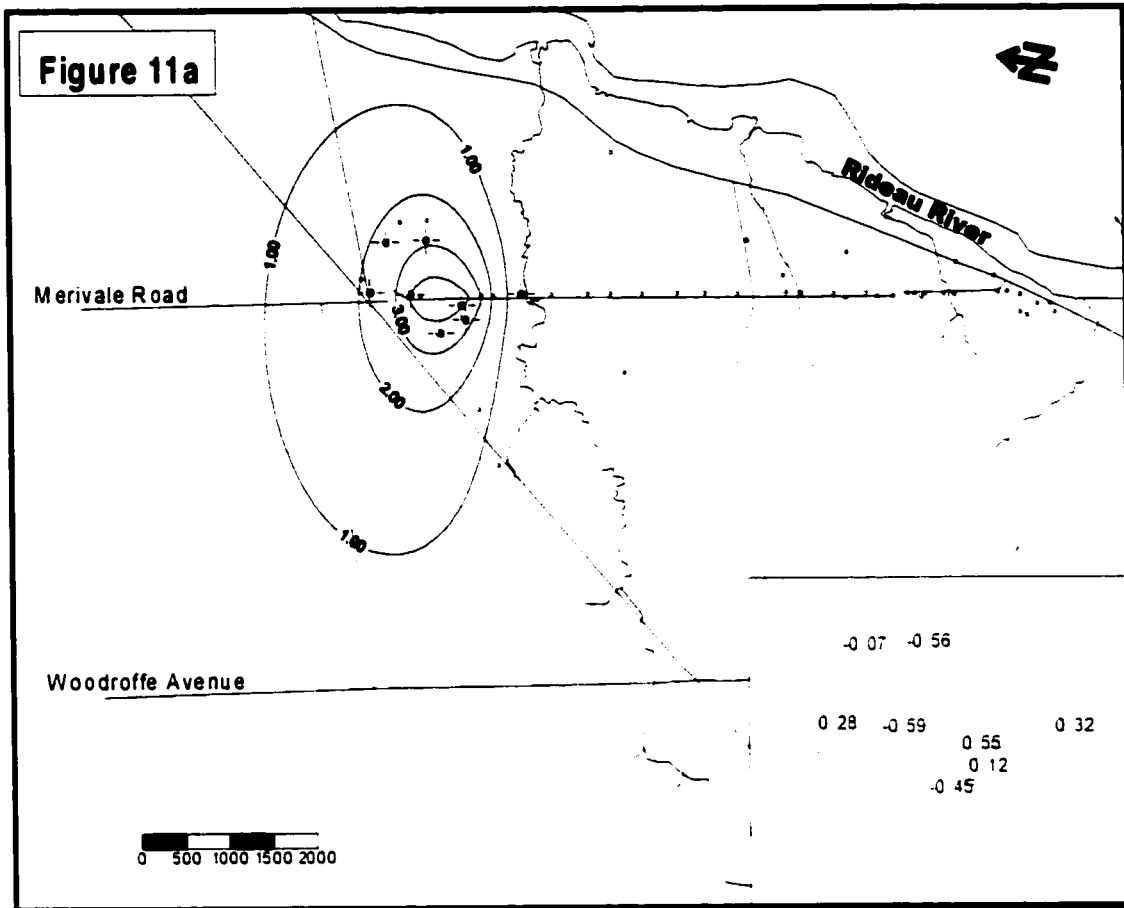 Figure 11a
N
1.00
1.00
Rideau River
Merivale Road
3.00
2.00
1.00
-0 07 -0 56
Woodroffe Avenue
0 28 -0 59 0 32
0 55
0 12
-0 45
0 500 1000 1500 2000